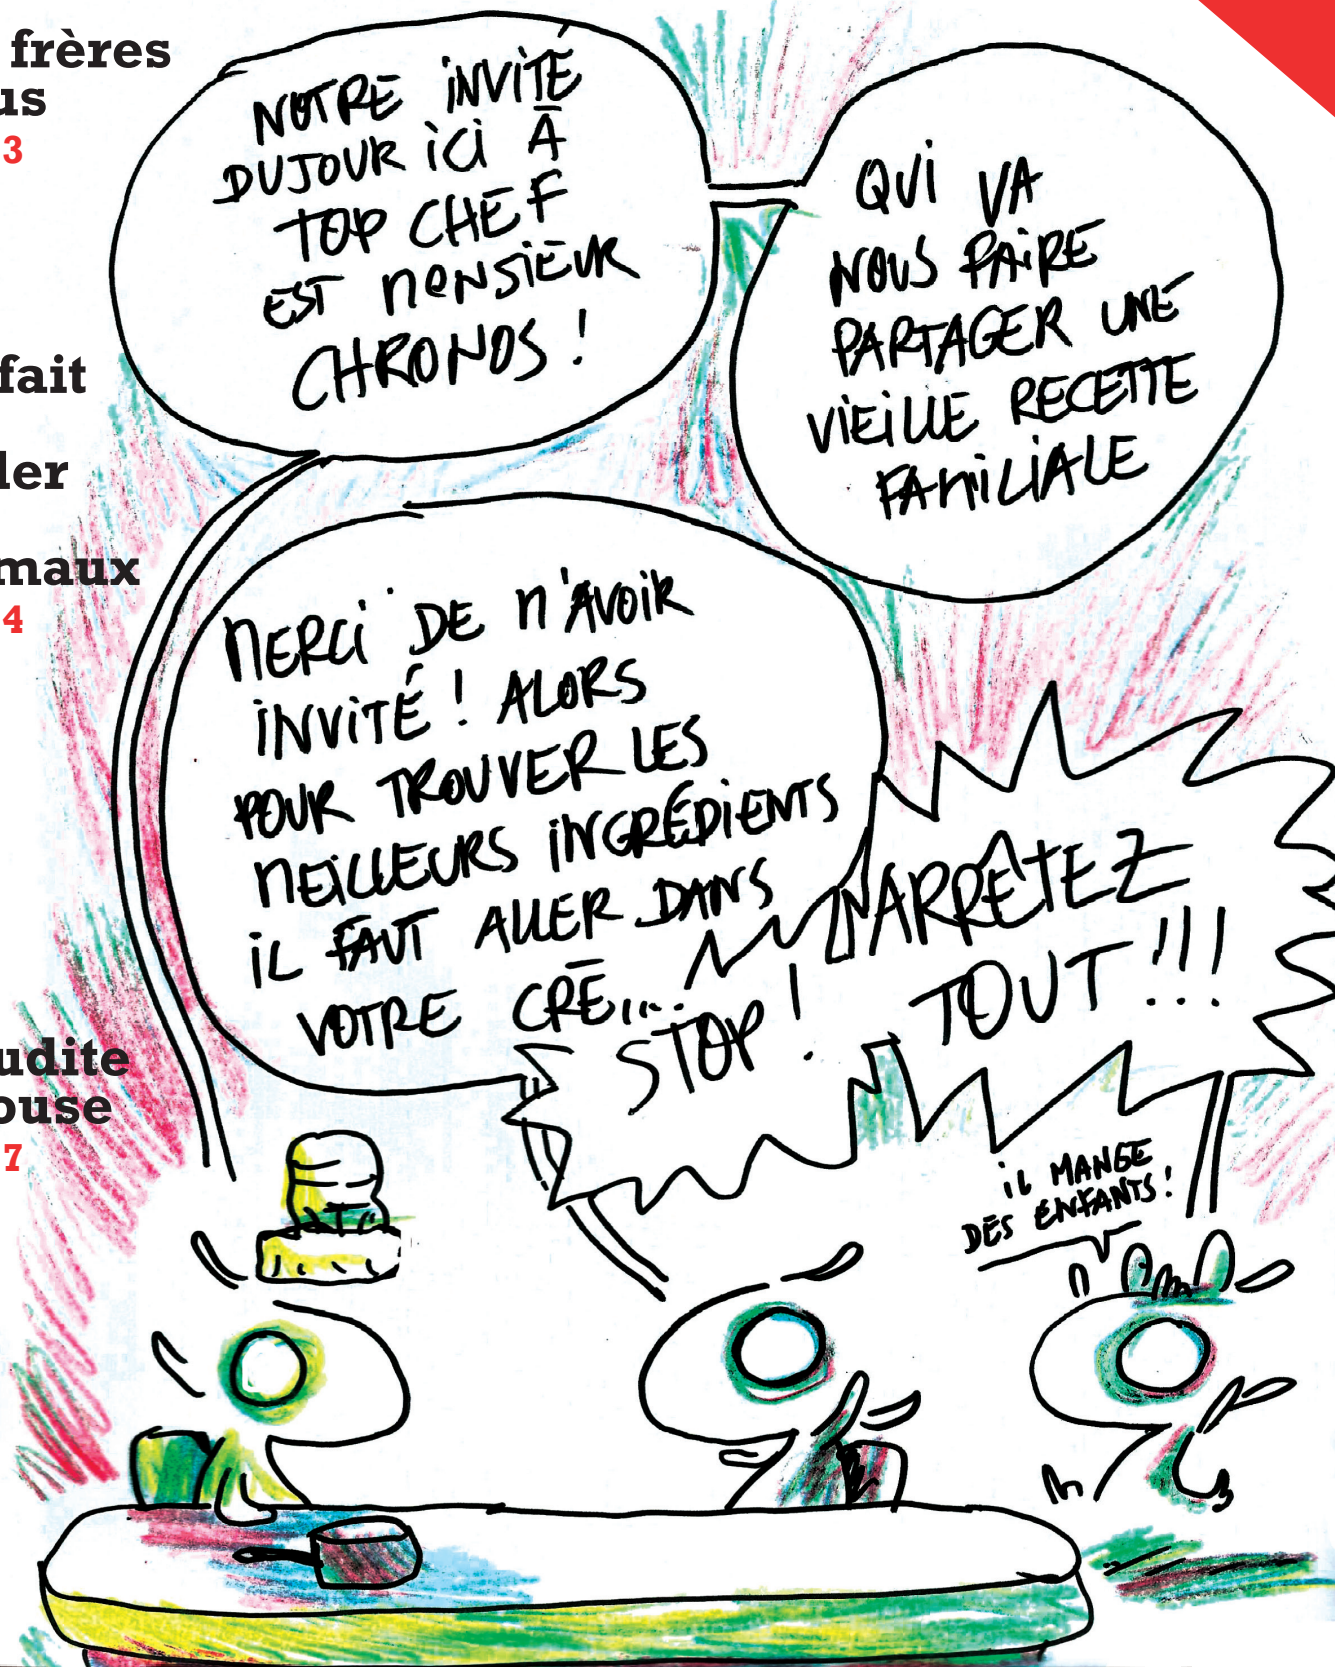 frères
us
3
fait
ler
maux
4
udite
ouse
7
NOTRE INVITÉ
DU JOUR ICI À
TOP CHEF
EST MONSIEUR
CHRONOS !
QUI VA
NOUS FAIRE
PARTAGER UNE
VIEILLE RECETTE
FAMILIALE
MERCI DE M'AVOIR
INVITÉ ! ALORS
POUR TROUVER LES
MEILLEURS INGRÉDIENTS
IL FAUT ALLER DANS
VOTRE CRÉ...
STOP !
ARRÊTEZ
TOUT !!!
IL MANGE
DES ENFANTS !